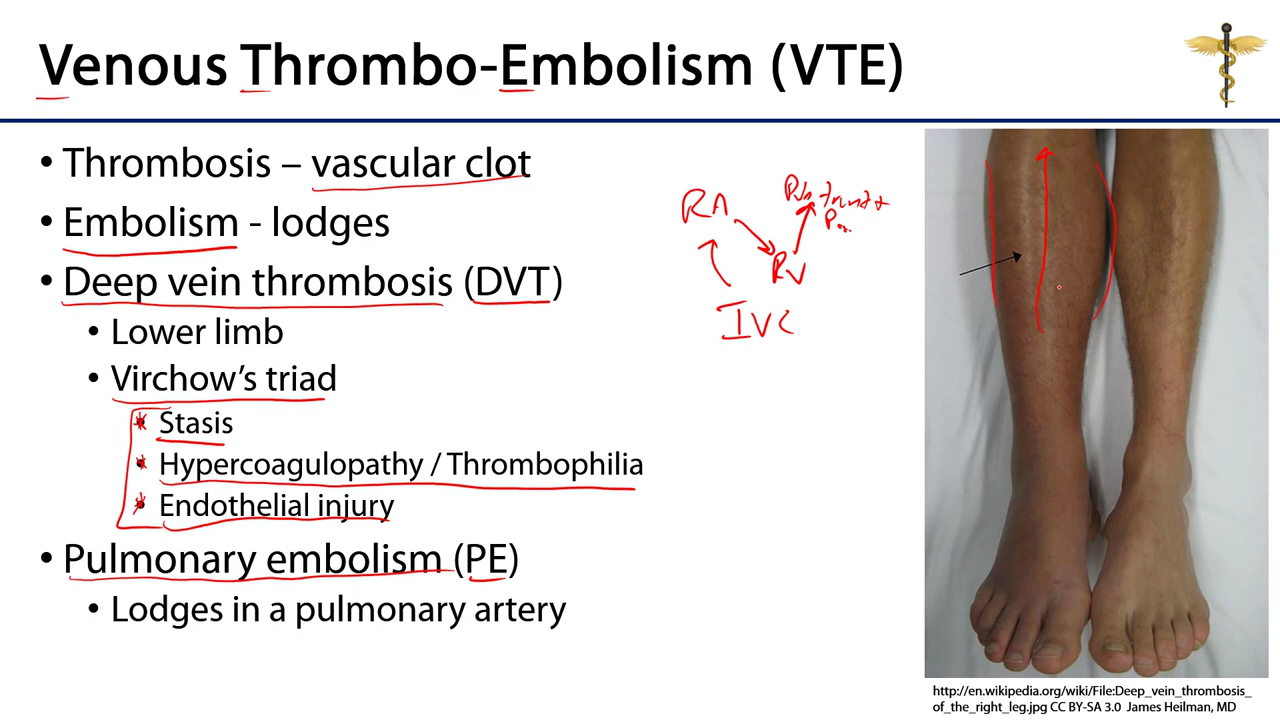 Venous Thrombo-Embolism (VTE)
• Thrombosis – vascular clot
• Embolism - lodges
• Deep vein thrombosis (DVT)
• Lower limb
• Virchow’s triad
• Stasis
• Hypercoagulopathy / Thrombophilia
• Endothelial injury
• Pulmonary embolism (PE)
• Lodges in a pulmonary artery
RA
RV
IVC
http://en.wikipedia.org/wiki/File:Deep_vein_thrombosis_
of_the_right_leg.jpg CC BY-SA 3.0 James Heilman, MD